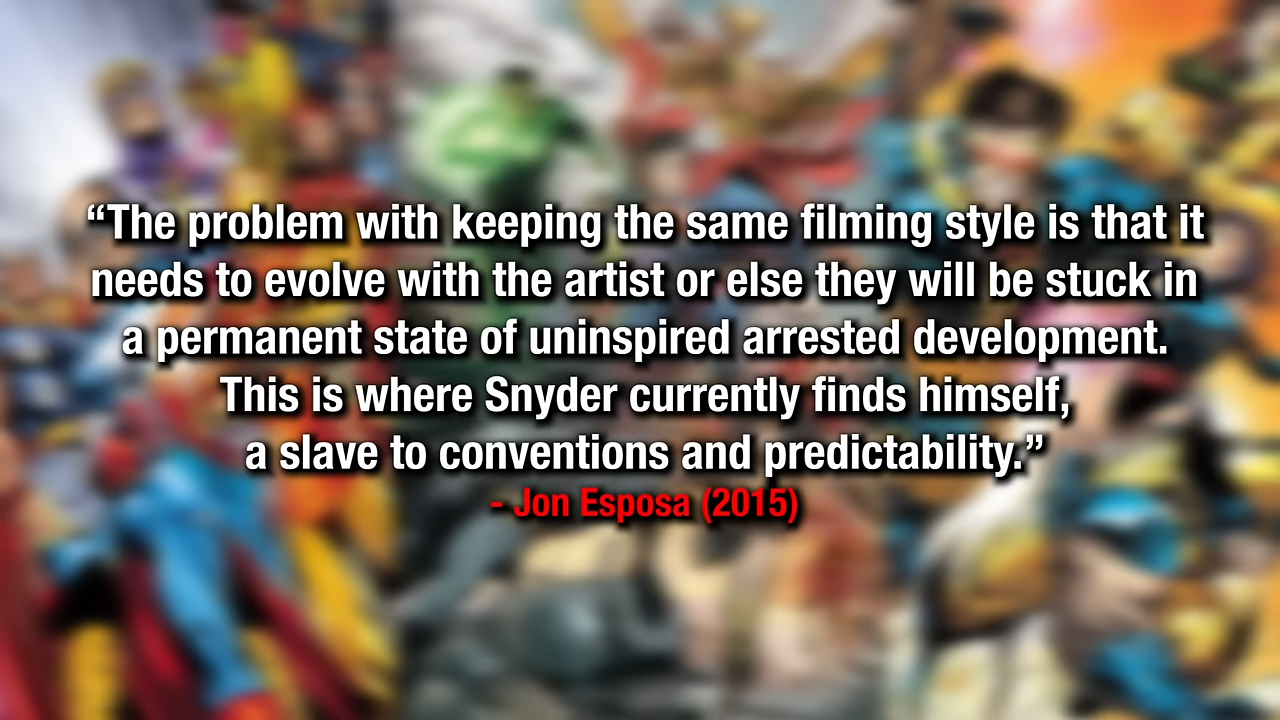 “The problem with keeping the same filming style is that it
needs to evolve with the artist or else they will be stuck in
a permanent state of uninspired arrested development.
This is where Snyder currently finds himself,
a slave to conventions and predictability.”
- Jon Esposa (2015)